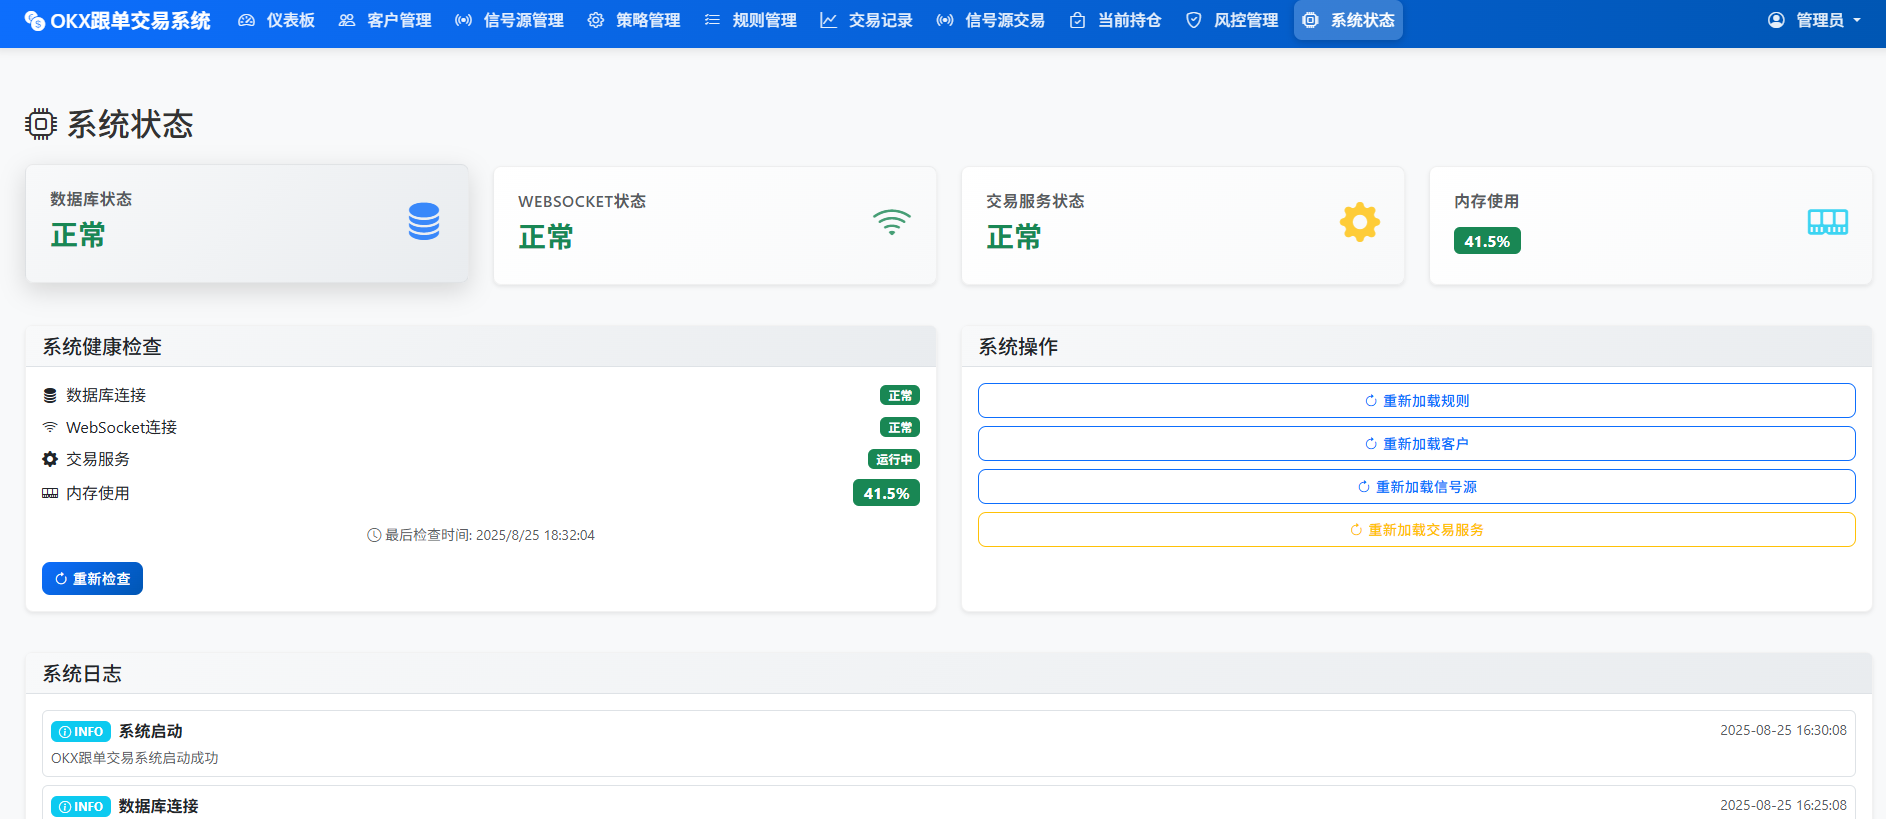 OKX跟单交易系统 仪表板 客户管理 信号源管理 策略管理 规则管理 交易记录 信号源交易 当前持仓 风控管理 系统状态 管理员
系统状态
数据库状态
正常
WEBSOCKET状态
正常
交易服务状态
正常
内存使用
41.5%
系统健康检查
数据库连接 正常
WebSocket连接 正常
交易服务 运行中
内存使用 41.5%
最后检查时间: 2025/8/25 18:32:04
重新检查
系统操作
重新加载规则
重新加载客户
重新加载信号源
重新加载交易服务
系统日志
INFO 系统启动 2025-08-25 16:30:08
OKX跟单交易系统启动成功
INFO 数据库连接 2025-08-25 16:25:08